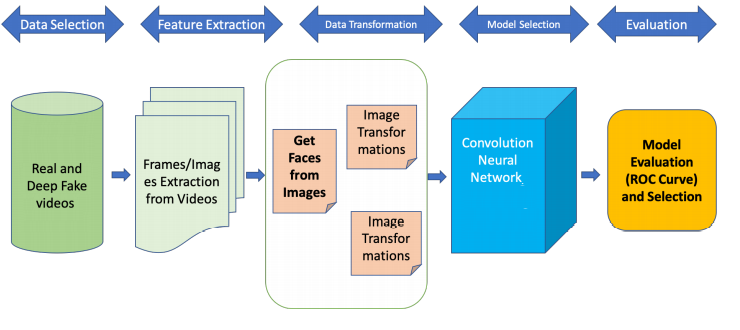 Data Selection
Feature Extraction
Data Transformation
Model Selection
Evaluation
Real and
Deep Fake
videos
Frames/Imag
es Extraction
from Videos
Get
Faces
from
Images
Image
Transfor
mations
Image
Transfor
mations
Convolution
Neural
Network
Model
Evaluation
(ROC Curve)
and Selection